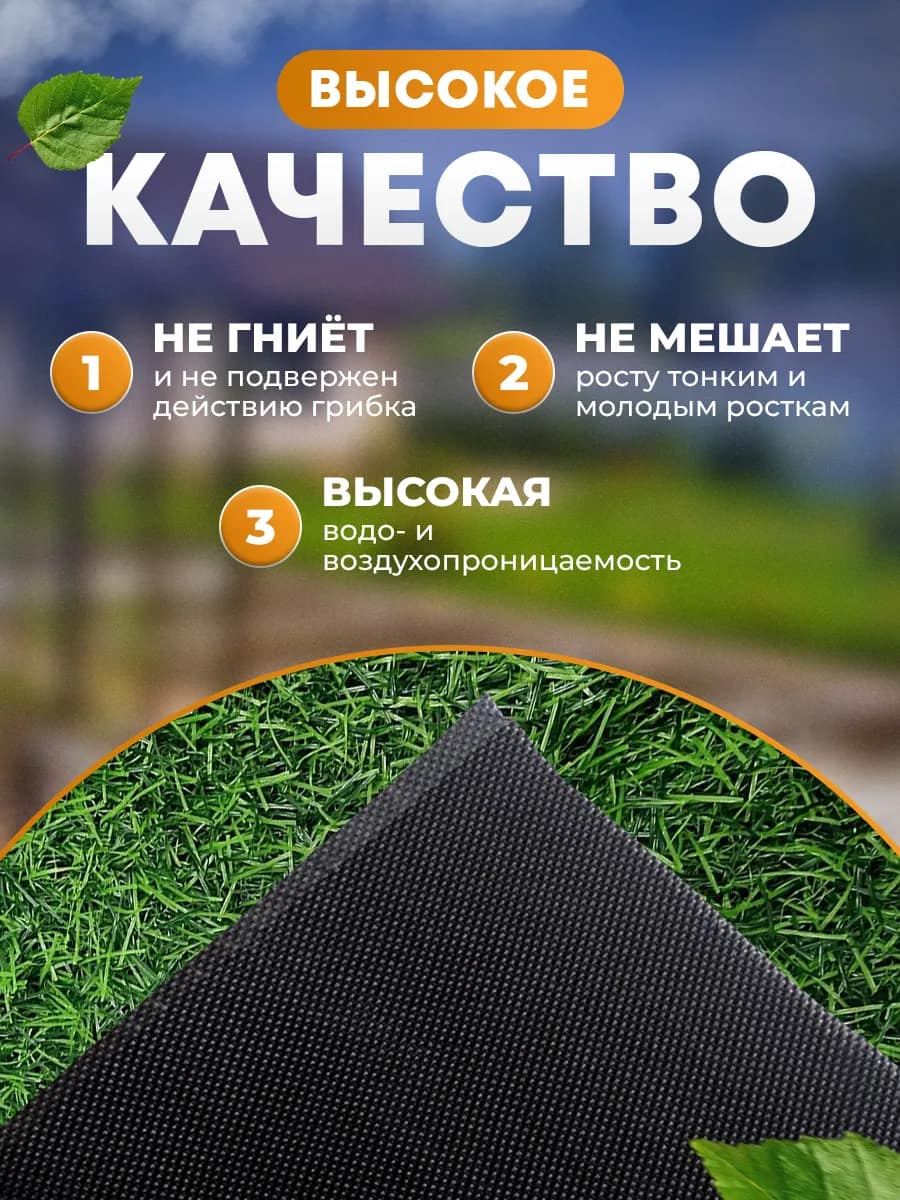 ВЫСОКОЕ
КАЧЕСТВО
1
НЕ ГНИЁТ
и не подвержен
действию грибка
2
НЕ МЕШАЕТ
росту тонким и
молодым росткам
3
ВЫСОКАЯ
водо- и
воздухопроницаемость